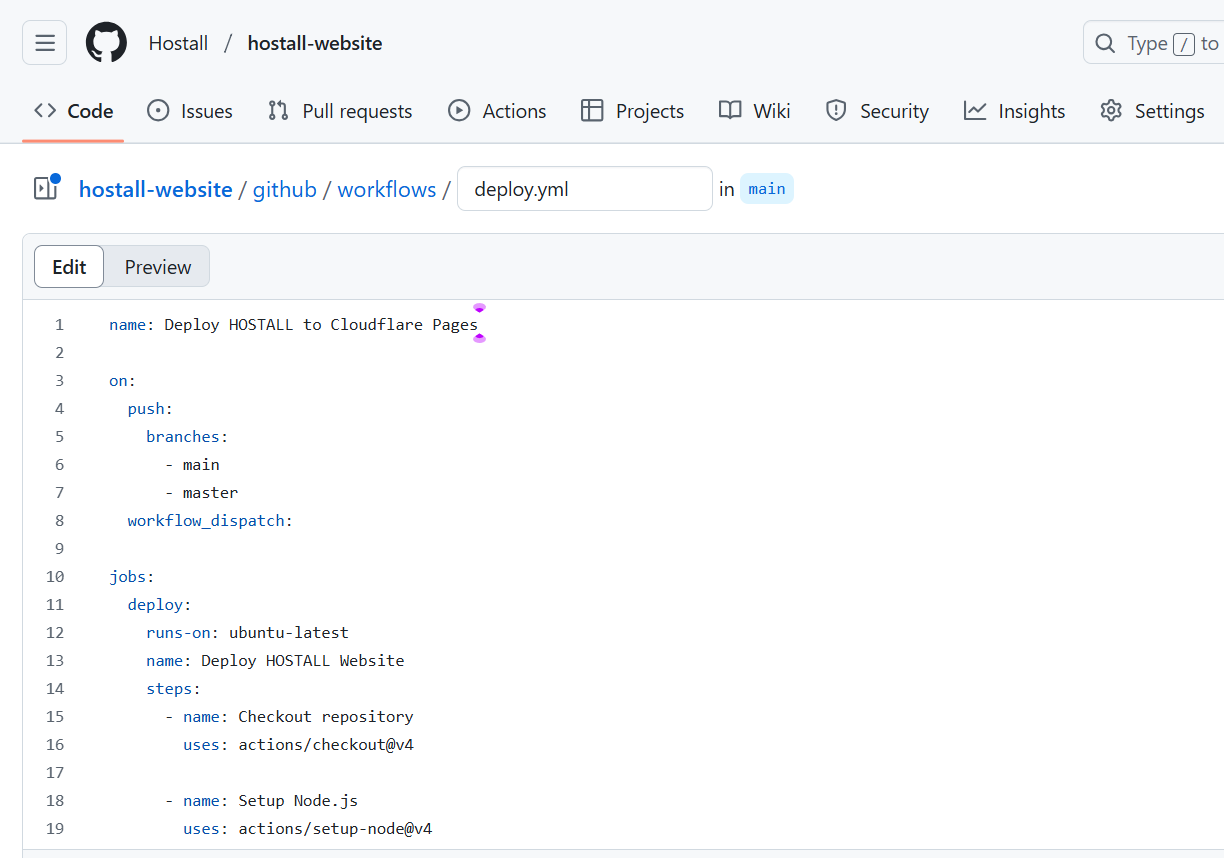 Hostall / hostall-website
Type / to
Code Issues Pull requests Actions Projects Wiki Security Insights Settings
hostall-website / github / workflows / deploy.yml in main
Edit Preview
1 name: Deploy HOSTALL to Cloudflare Pages
2
3 on:
4   push:
5     branches:
6       - main
7       - master
8   workflow_dispatch:
9
10 jobs:
11   deploy:
12     runs-on: ubuntu-latest
13     name: Deploy HOSTALL Website
14     steps:
15       - name: Checkout repository
16         uses: actions/checkout@v4
17
18       - name: Setup Node.js
19         uses: actions/setup-node@v4